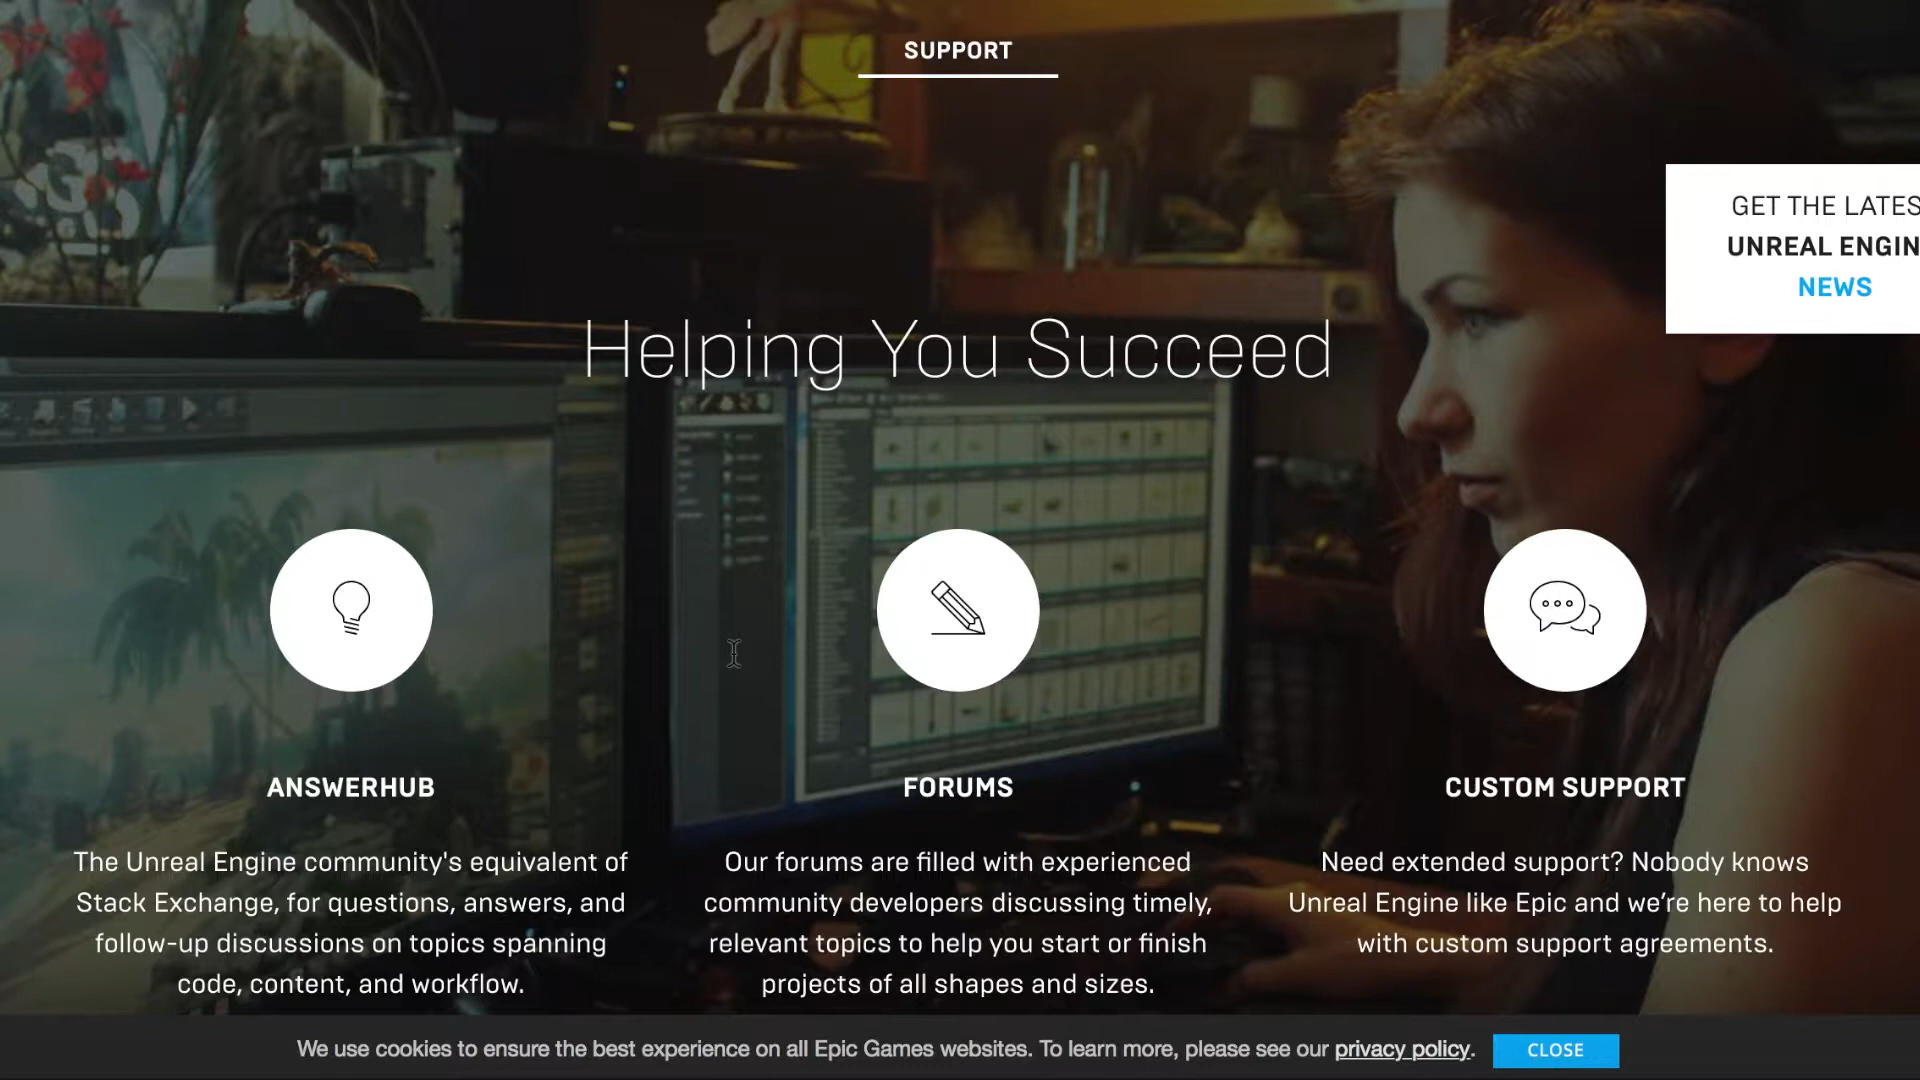 SUPPORT
GET THE LATES
UNREAL ENGIN
NEWS
Helping You Succeed
ANSWERHUB
The Unreal Engine community's equivalent of
Stack Exchange, for questions, answers, and
follow-up discussions on topics spanning
code, content, and workflow.
FORUMS
Our forums are filled with experienced
community developers discussing timely,
relevant topics to help you start or finish
projects of all shapes and sizes.
CUSTOM SUPPORT
Need extended support? Nobody knows
Unreal Engine like Epic and we’re here to help
with custom support agreements.
We use cookies to ensure the best experience on all Epic Games websites. To learn more, please see our privacy policy.
CLOSE